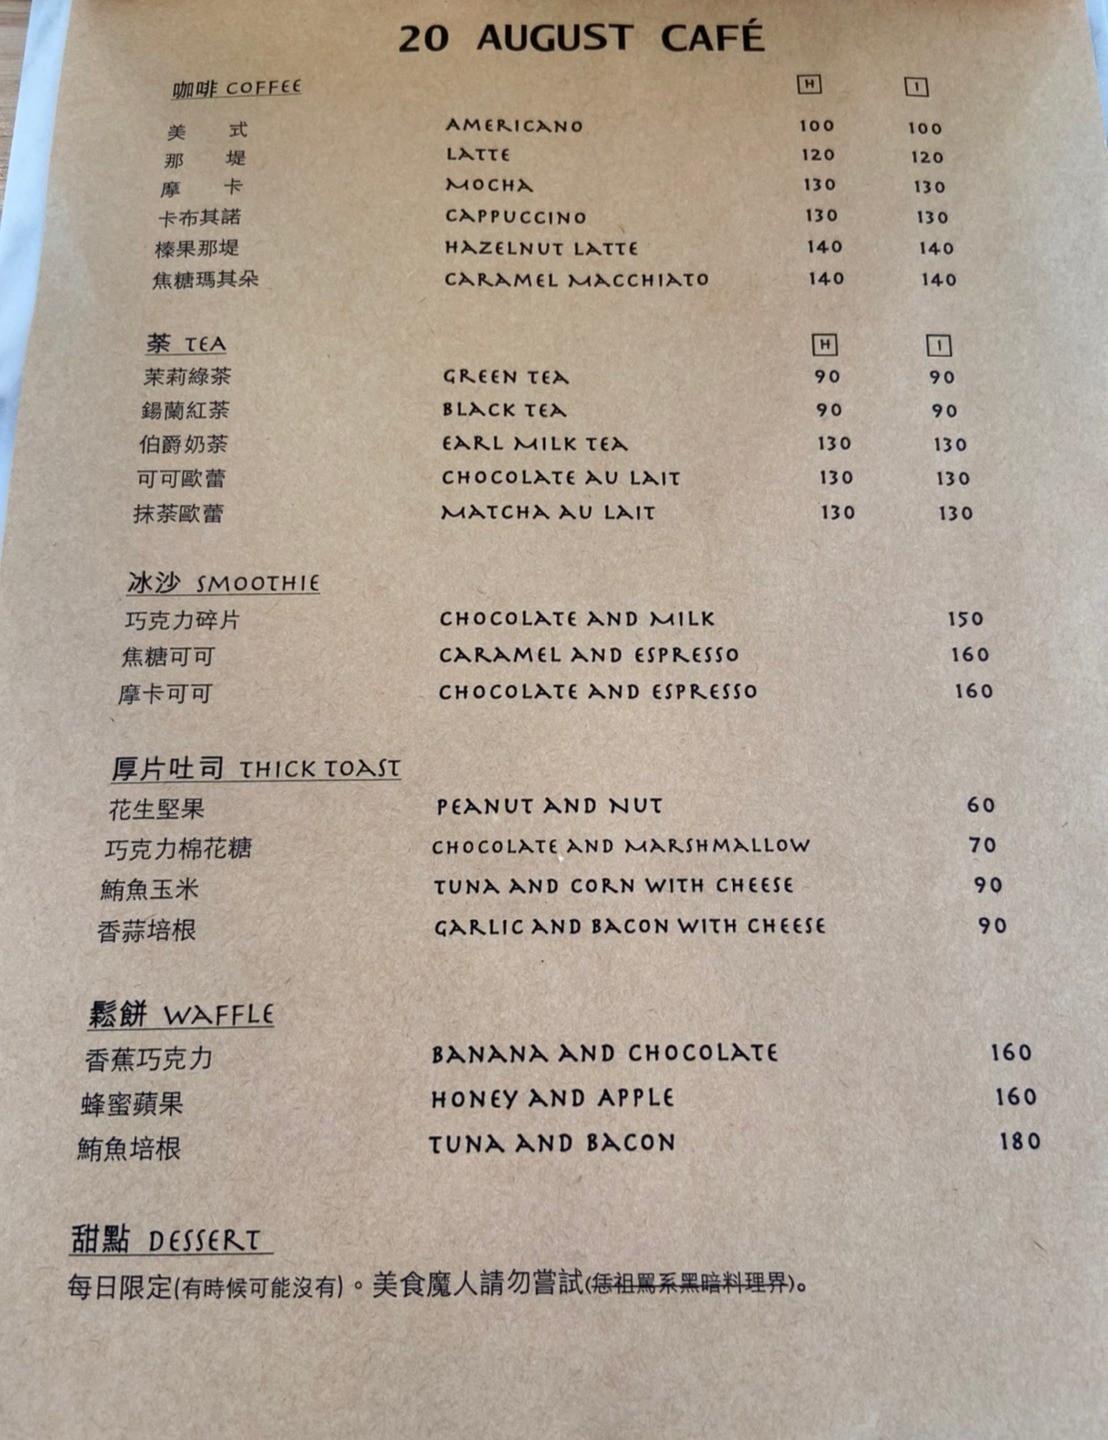 20 AUGUST CAFÉ
咖啡 COFFEE H I
美 式 AMERICANO 100 100
那 堤 LATTE 120 120
摩 卡 MOCHA 130 130
卡布其諾 CAPPUCCINO 130 130
榛果那堤 HAZELNUT LATTE 140 140
焦糖瑪其朵 CARAMEL MACCHIATO 140 140
茶 TEA H I
茉莉綠茶 GREEN TEA 90 90
錫蘭紅茶 BLACK TEA 90 90
伯爵奶茶 EARL MILK TEA 130 130
可可歐蕾 CHOCOLATE AU LAIT 130 130
抹茶歐蕾 MATCHA AU LAIT 130 130
冰沙 SMOOTHIE
巧克力碎片 CHOCOLATE AND MILK 150
焦糖可可 CARAMEL AND ESPRESSO 160
摩卡可可 CHOCOLATE AND ESPRESSO 160
厚片吐司 THICK TOAST
花生堅果 PEANUT AND NUT 60
巧克力棉花糖 CHOCOLATE AND MARSHMALLOW 70
鮪魚玉米 TUNA AND CORN WITH CHEESE 90
香蒜培根 GARLIC AND BACON WITH CHEESE 90
鬆餅 WAFFLE
香蕉巧克力 BANANA AND CHOCOLATE 160
蜂蜜蘋果 HONEY AND APPLE 160
鮪魚培根 TUNA AND BACON 180
甜點 DESSERT
每日限定(有時候可能沒有)。美食魔人請勿嘗試(恁祖罵系黑暗料理界)。